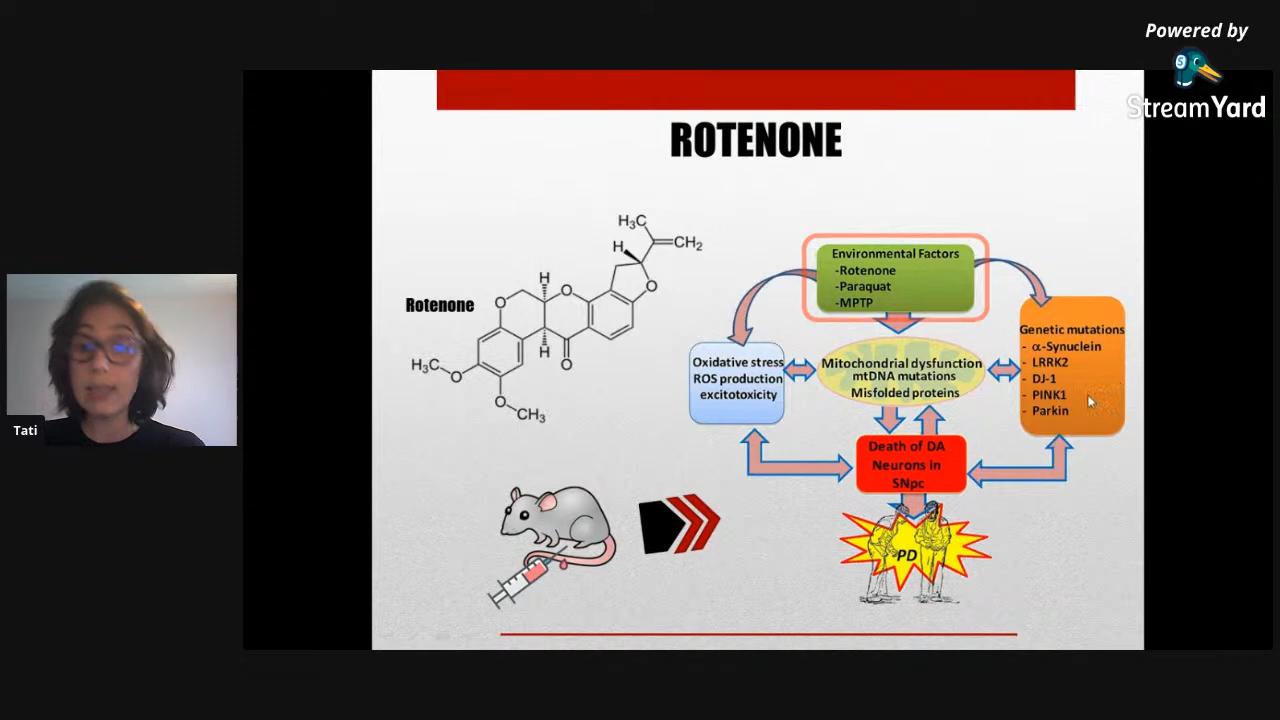 Powered by
StreamYard
Tati
ROTENONE
Rotenone
H₃C
CH₂
H
H
O
O
O
H
O
H₃C
O
O
CH₃
Environmental Factors
-Rotenone
-Paraquat
-MPTP
Oxidative stress
ROS production
excitotoxicity
Mitochondrial dysfunction
mtDNA mutations
Misfolded proteins
Genetic mutations
- α-Synuclein
- LRRK2
- DJ-1
- PINK1
- Parkin
Death of DA
Neurons in
SNpc
PD